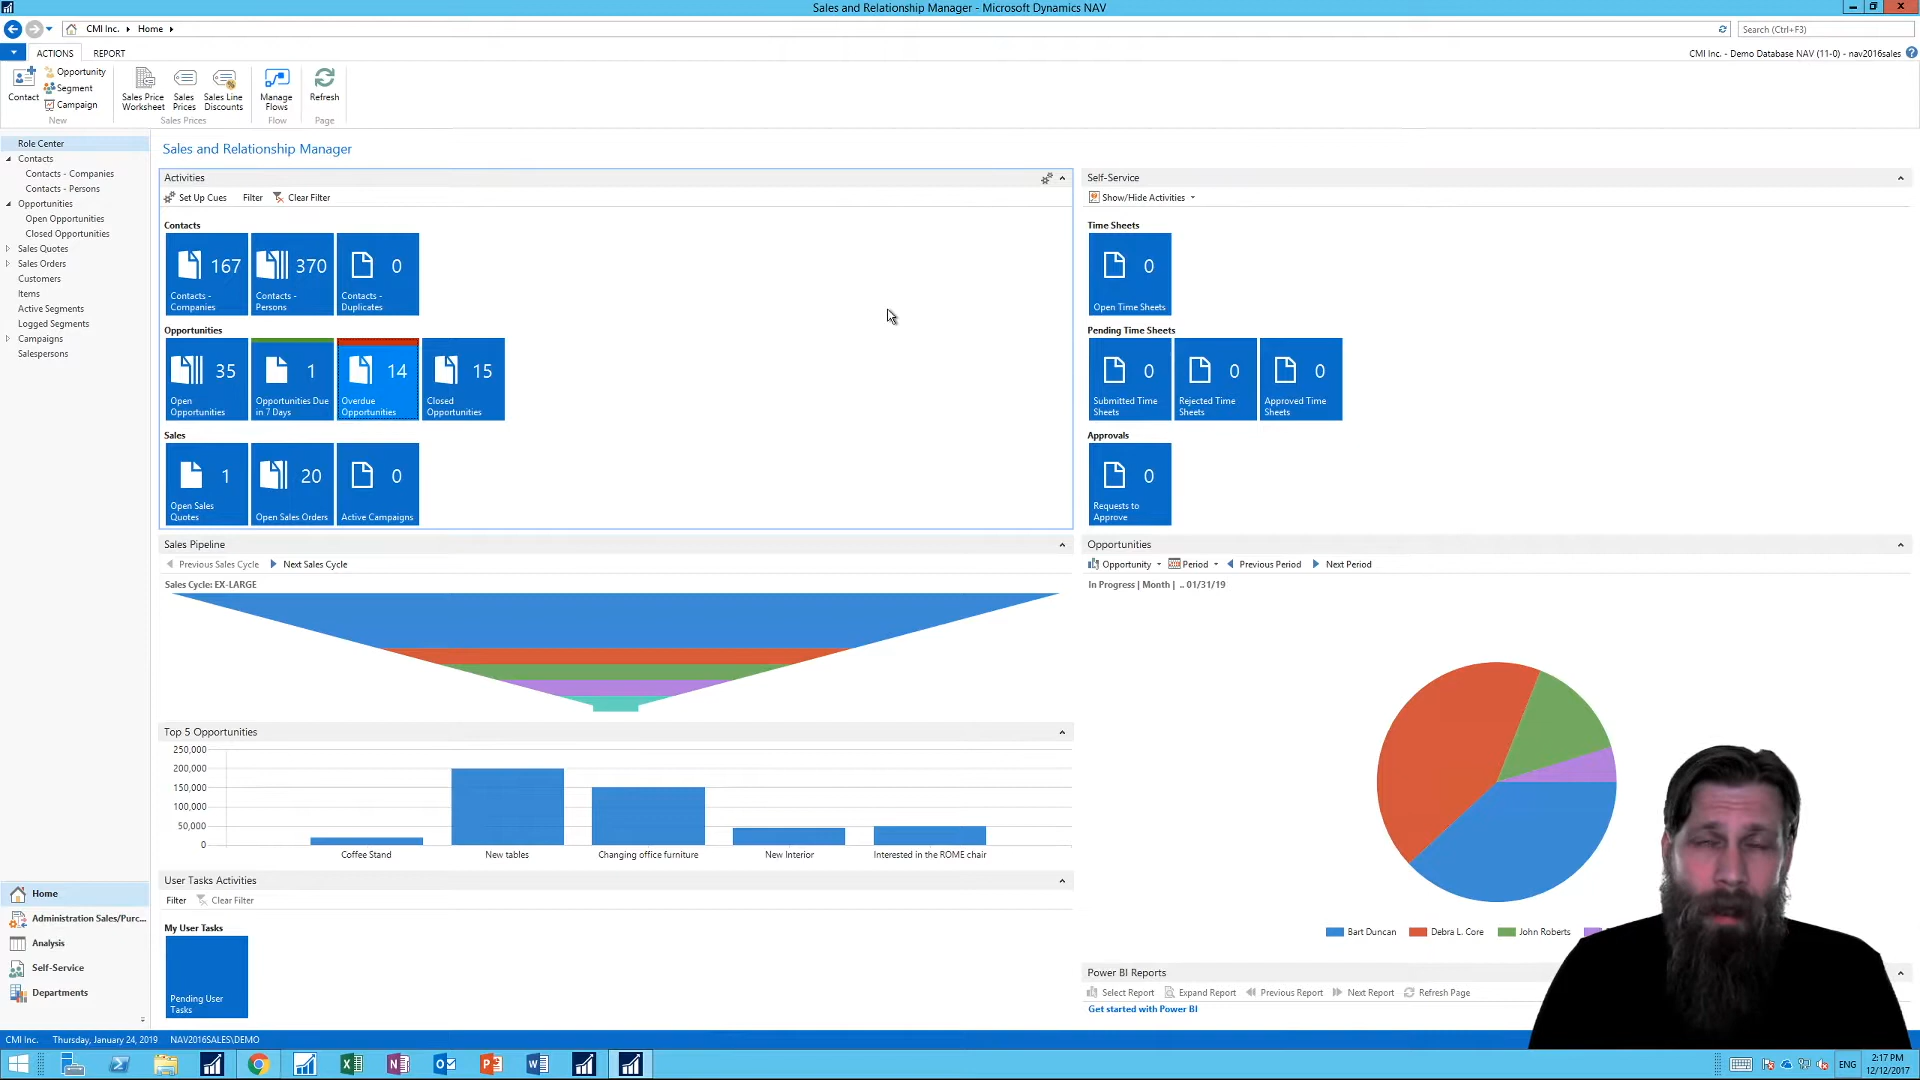 Sales and Relationship Manager - Microsoft Dynamics NAV
CMI Inc. Home
Search (Ctrl+F3)
ACTIONS REPORT
CMI Inc. - Demo Database NAV (11-0) - nav2016sales
Contact
Opportunity
Segment
Campaign
New
Sales Price Worksheet
Sales Prices
Sales Line Discounts
Sales Prices
Manage Flows
Flow
Refresh
Page
Role Center
Contacts
Contacts - Companies
Contacts - Persons
Opportunities
Open Opportunities
Closed Opportunities
Sales Quotes
Sales Orders
Customers
Items
Active Segments
Logged Segments
Campaigns
Salespersons
Home
Administration Sales/Purc...
Analysis
Self-Service
Departments
Sales and Relationship Manager
Activities
Set Up Cues Filter Clear Filter
Contacts
167 370 0
Contacts - Companies
Contacts - Persons
Contacts - Duplicates
Opportunities
35 1 14 15
Open Opportunities
Opportunities Due in 7 Days
Overdue Opportunities
Closed Opportunities
Sales
1 20 0
Open Sales Quotes
Open Sales Orders
Active Campaigns
Sales Pipeline
Previous Sales Cycle Next Sales Cycle
Sales Cycle: EX-LARGE
Top 5 Opportunities
250,000
200,000
150,000
100,000
50,000
0
Coffee Stand New tables Changing office furniture New Interior Interested in the ROME chair
User Tasks Activities
Filter Clear Filter
My User Tasks
Pending User Tasks
Self-Service
Show/Hide Activities
Time Sheets
0
Open Time Sheets
Pending Time Sheets
0 0 0
Submitted Time Sheets
Rejected Time Sheets
Approved Time Sheets
Approvals
0
Requests to Approve
Opportunities
Opportunity Period Previous Period Next Period
In Progress | Month | .. 01/31/19
Bart Duncan Debra L. Core John Roberts
Power BI Reports
Select Report Expand Report Previous Report Next Report Refresh Page
Get started with Power BI
CMI Inc. Thursday, January 24, 2019 NAV2016SALES\DEMO
ENG
2:17 PM
12/12/2017